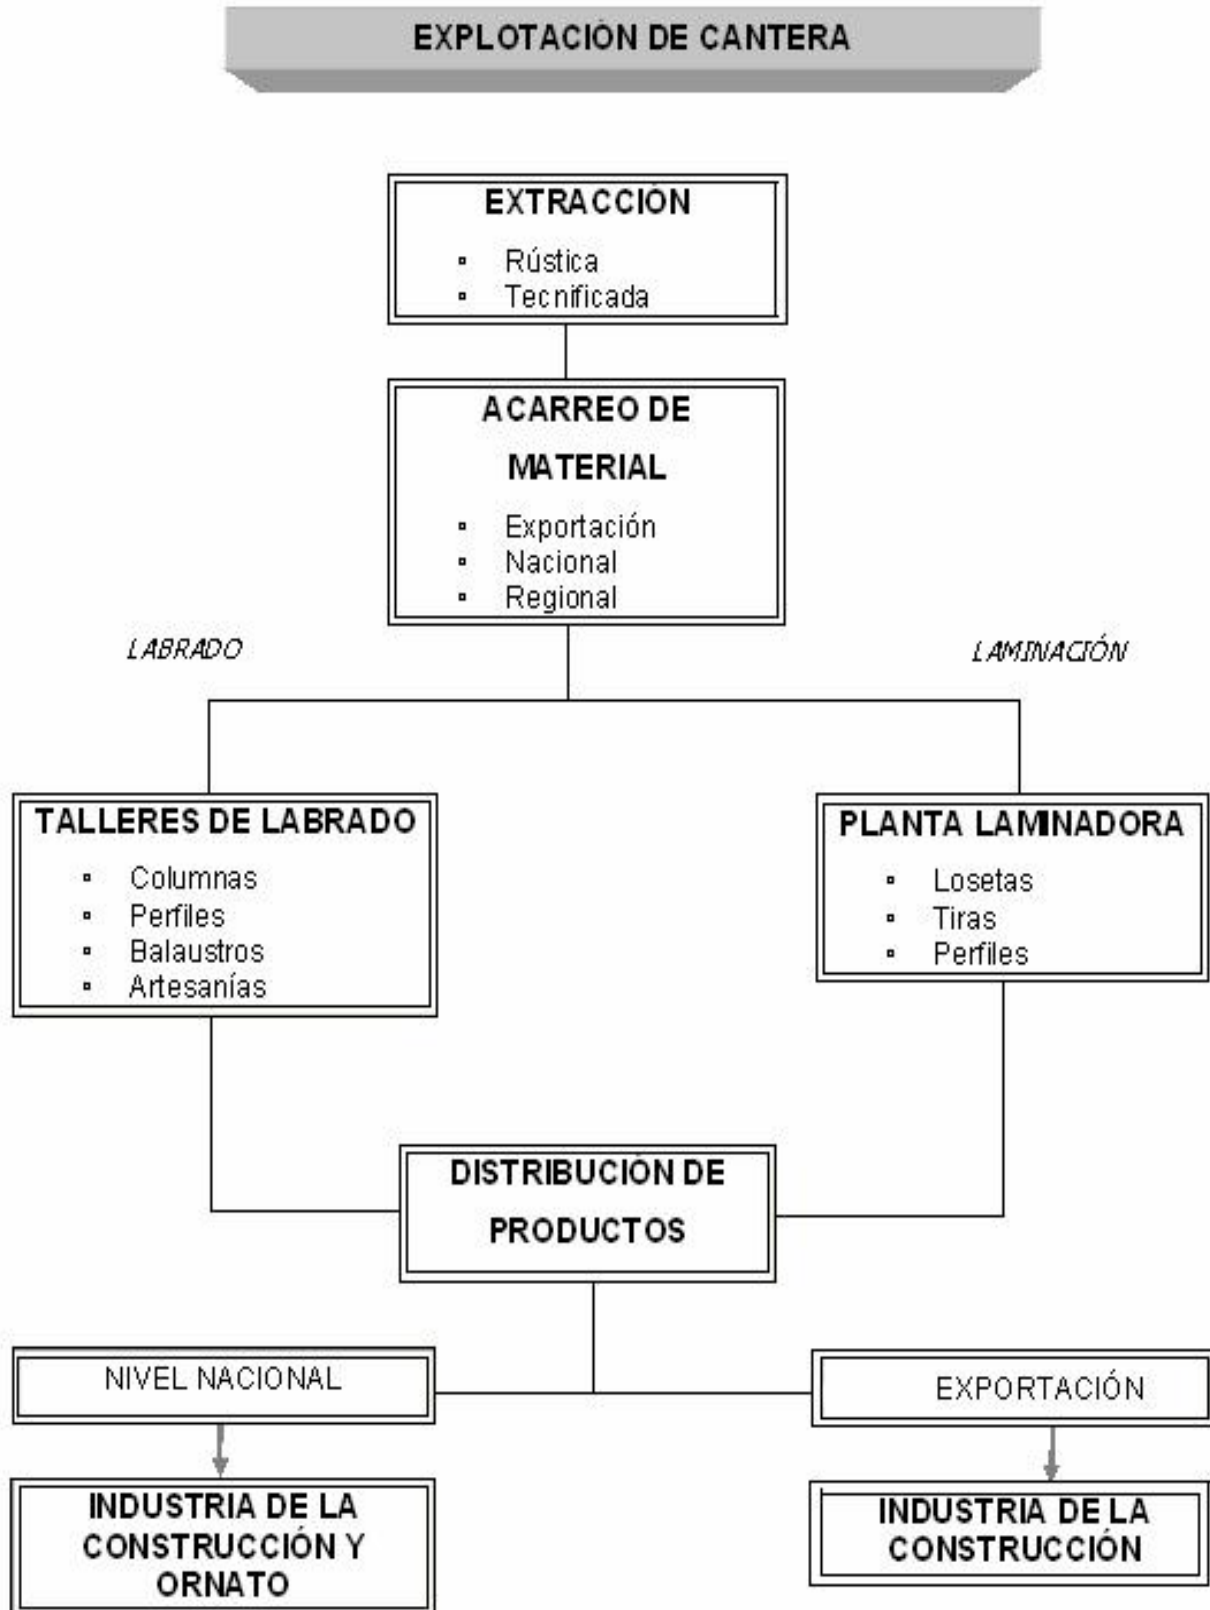 EXPLOTACIÓN DE CANTERA
EXTRACCIÓN
▫ Rústica
▫ Tecnificada
ACARREO DE
MATERIAL
▫ Exportación
▫ Nacional
▫ Regional
LABRADO
LAMINACIÓN
TALLERES DE LABRADO
▫ Columnas
▫ Perfiles
▫ Balaustros
▫ Artesanías
PLANTA LAMINADORA
▫ Losetas
▫ Tiras
▫ Perfiles
DISTRIBUCIÓN DE
PRODUCTOS
NIVEL NACIONAL
EXPORTACIÓN
INDUSTRIA DE LA
CONSTRUCCIÓN Y
ORNATO
INDUSTRIA DE LA
CONSTRUCCIÓN